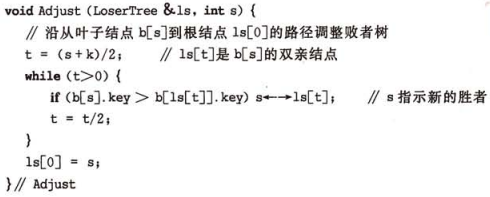 void Adjust (LoserTree &ls, int s) {
// 沿从叶子结点 b[s]到根结点 ls[0]的路径调整败者树
t = (s+k)/2; // ls[t]是 b[s]的双亲结点
while (t>0) {
if (b[s].key > b[ls[t]].key) s←→ls[t]; // s 指示新的胜者
t = t/2;
}
ls[0] = s;
}// Adjust